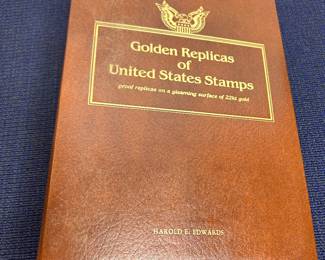 Golden Replicas
of
United States Stamps
proof replicas on a gleaming surface of 22kt gold
HAROLD E. EDWARDS